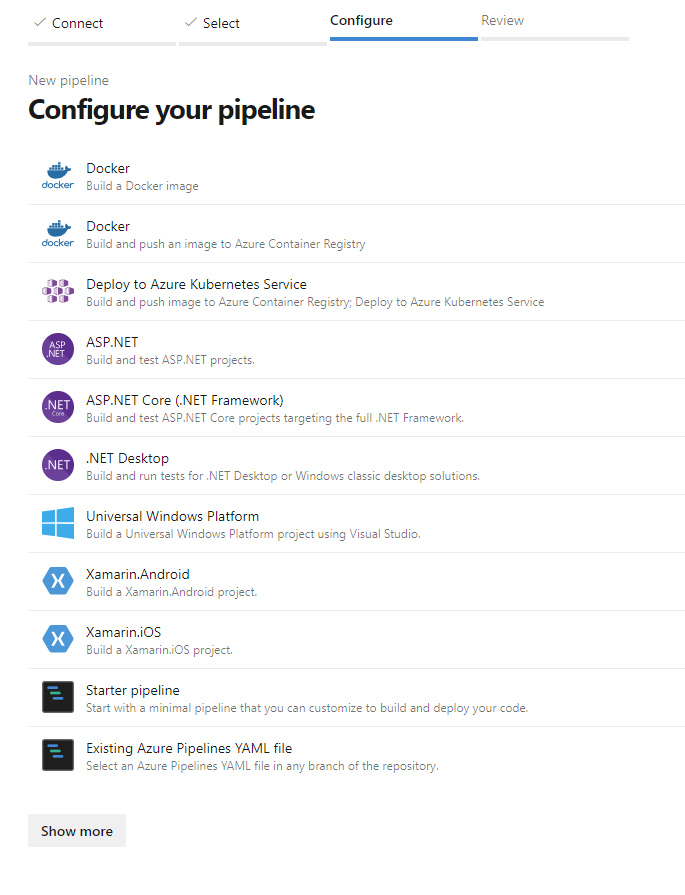 Connect
Select
Configure
Review
New pipeline
Configure your pipeline
docker
Docker
Build a Docker image
docker
Docker
Build and push an image to Azure Container Registry
Deploy to Azure Kubernetes Service
Build and push image to Azure Container Registry; Deploy to Azure Kubernetes Service
ASP
.NET
ASP.NET
Build and test ASP.NET projects.
.NET
Core
ASP.NET Core (.NET Framework)
Build and test ASP.NET Core projects targeting the full .NET Framework.
.NET
.NET Desktop
Build and run tests for .NET Desktop or Windows classic desktop solutions.
Universal Windows Platform
Build a Universal Windows Platform project using Visual Studio.
Xamarin.Android
Build a Xamarin.Android project.
Xamarin.iOS
Build a Xamarin.iOS project.
Starter pipeline
Start with a minimal pipeline that you can customize to build and deploy your code.
Existing Azure Pipelines YAML file
Select an Azure Pipelines YAML file in any branch of the repository.
Show more